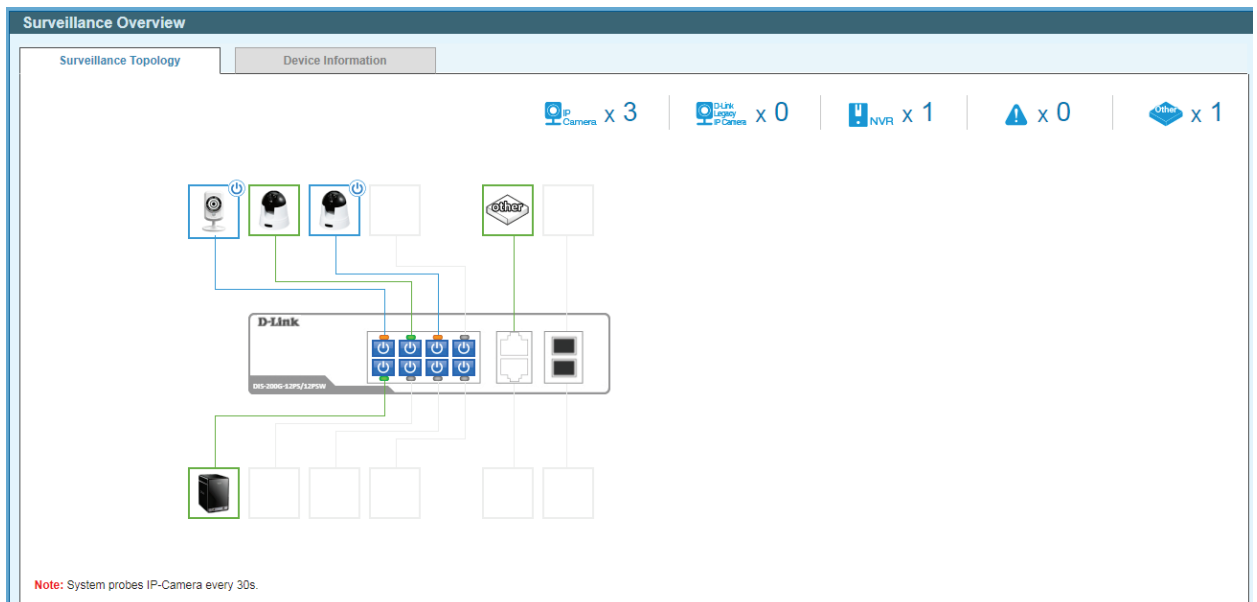 Surveillance Overview
Surveillance Topology
Device Information
IP Camera x 3
D-Link Legacy IP Camera x 0
NVR x 1
x 0
Other x 1
other
D-Link
DIS-200G-12PS/12PSW
Note: System probes IP-Camera every 30s.